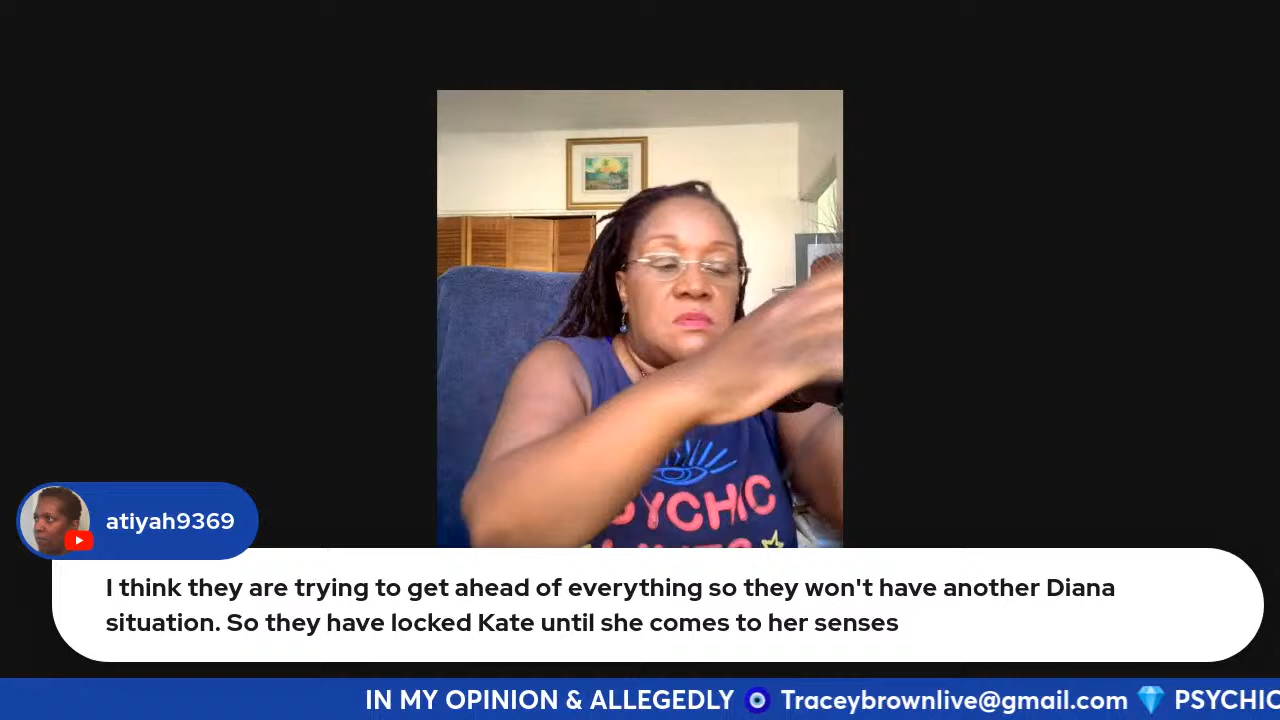 PSYCHIC
atiyah9369
I think they are trying to get ahead of everything so they won't have another Diana
situation. So they have locked Kate until she comes to her senses
IN MY OPINION & ALLEGEDLY 🧿 Traceybrownlive@gmail.com 💎 PSYCHIC